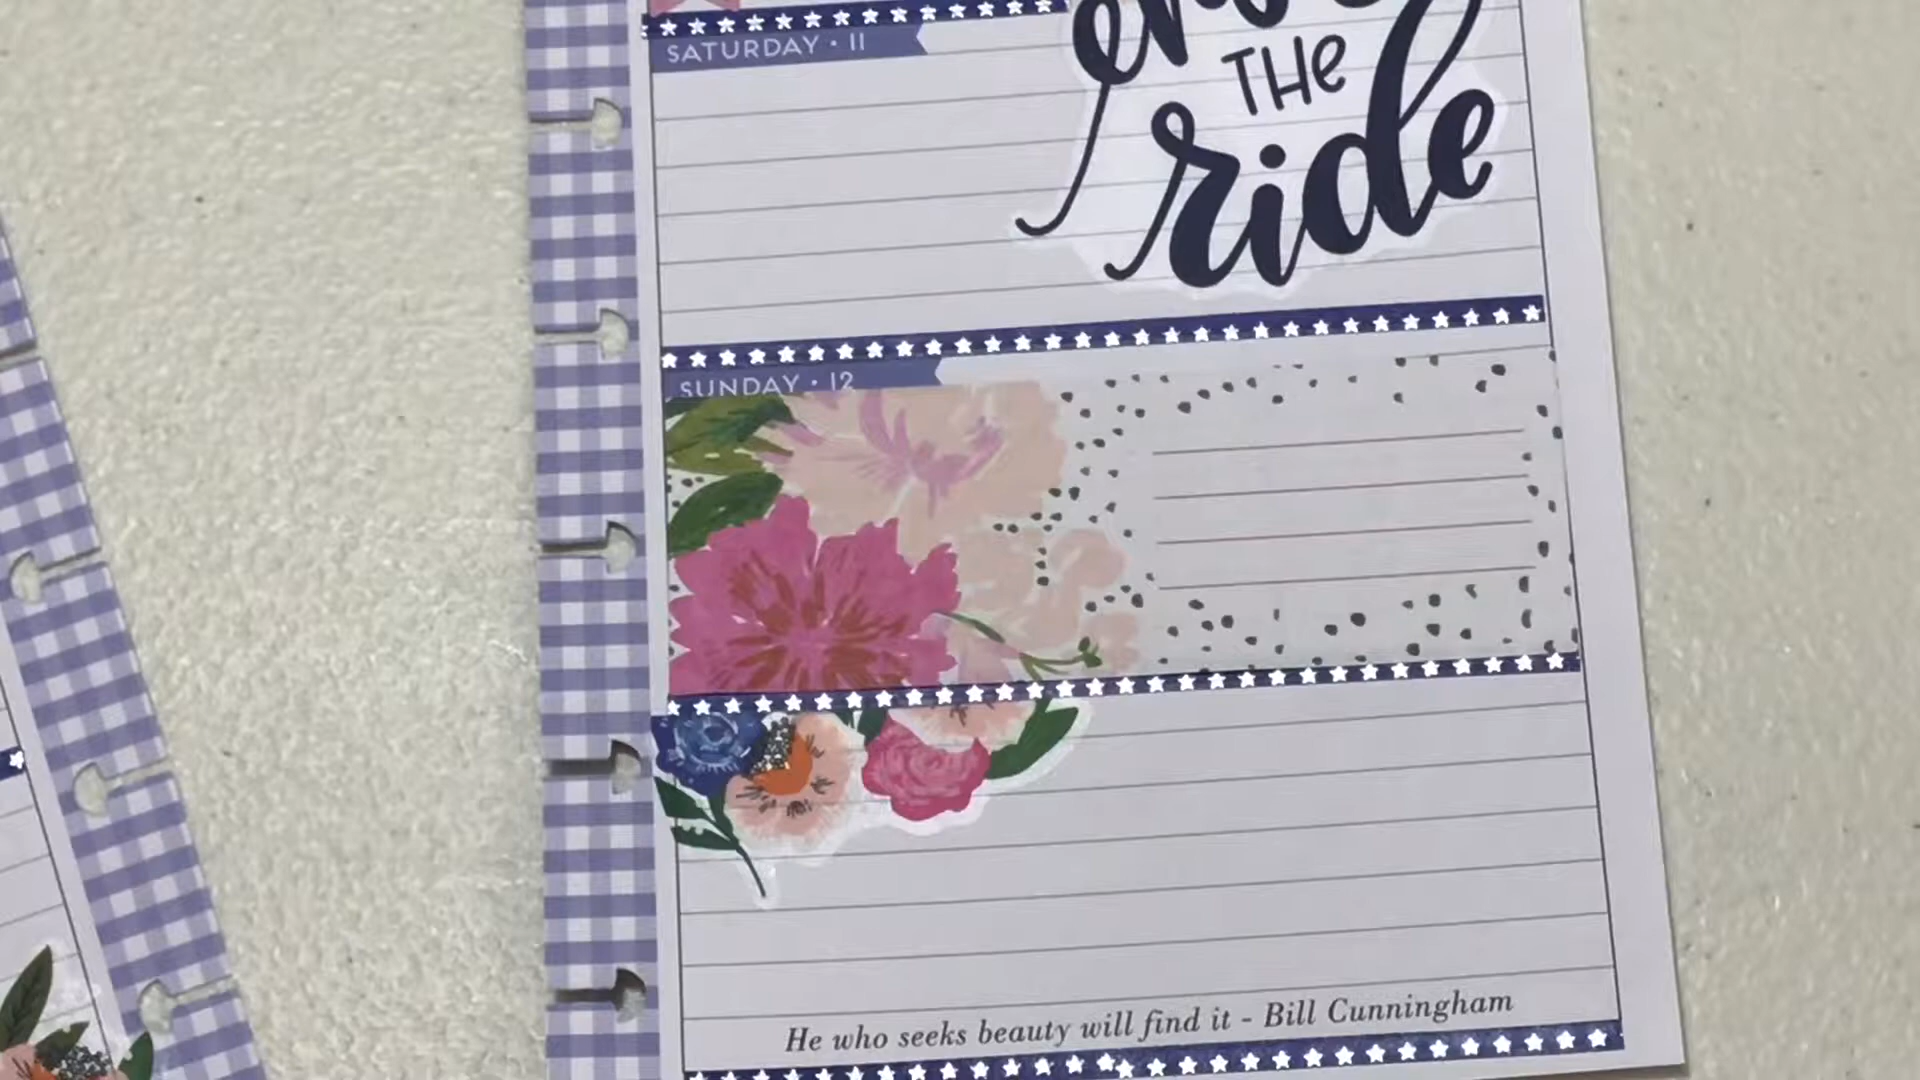 SATURDAY • 11
THE
ride
SUNDAY • 12
He who seeks beauty will find it - Bill Cunningham